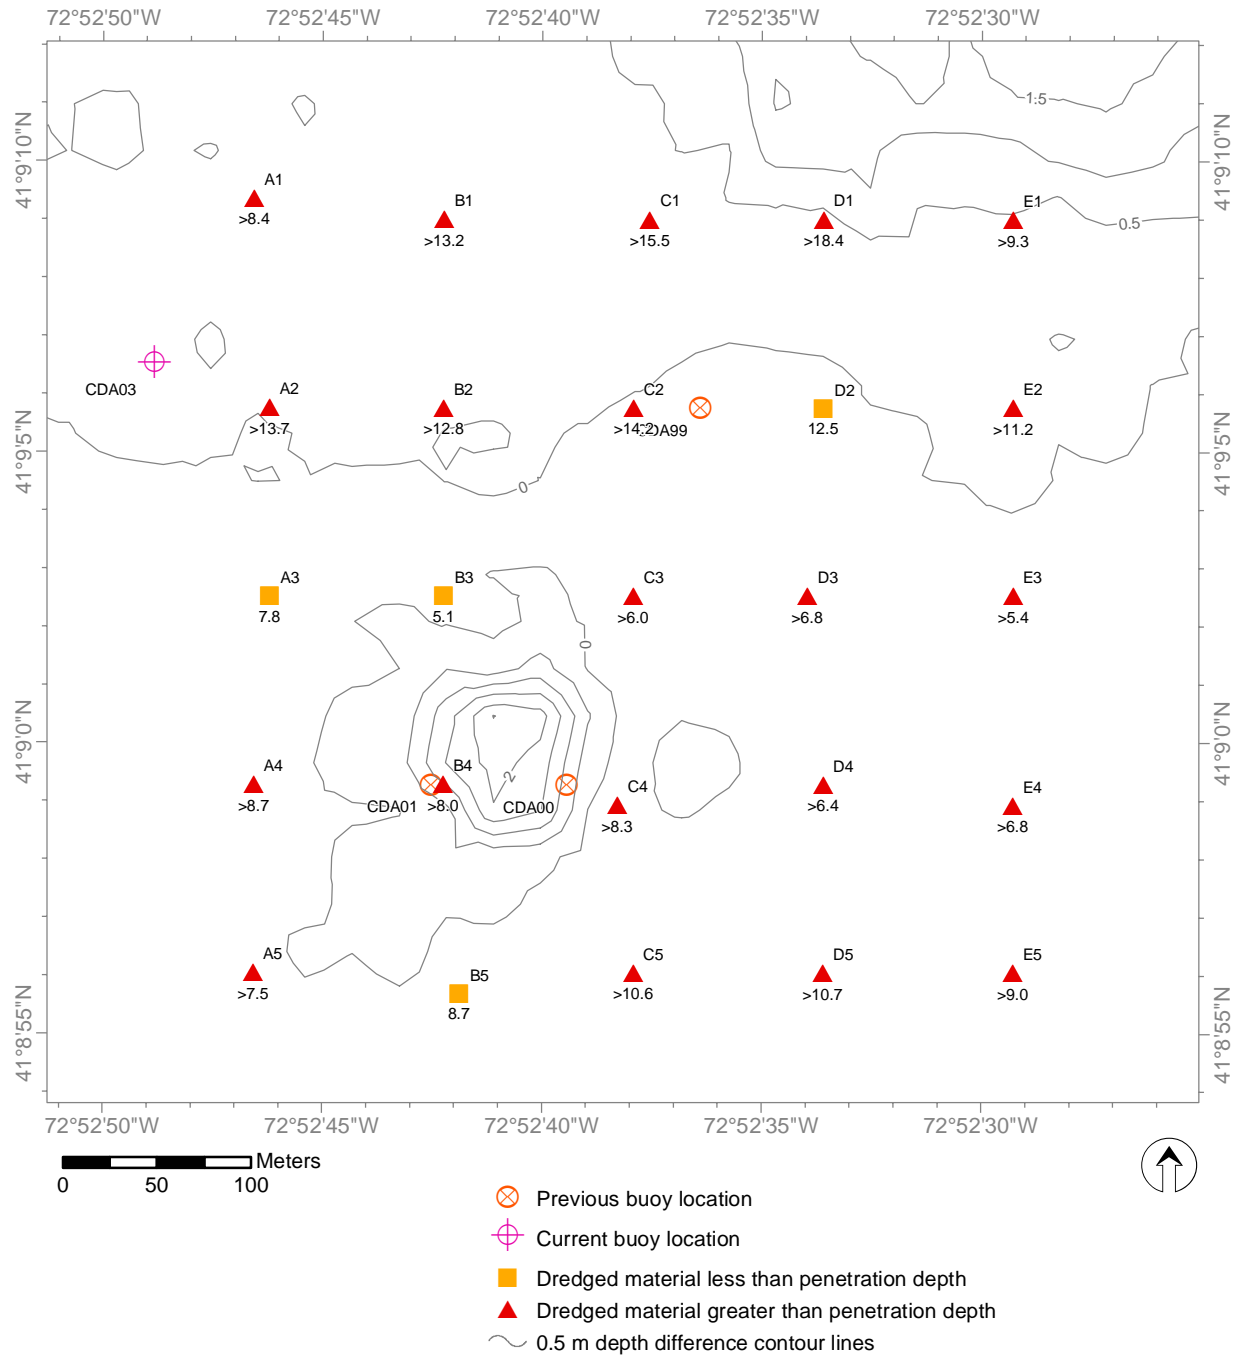 72°52'50"W 72°52'45"W 72°52'40"W 72°52'35"W 72°52'30"W
41°9'10"N
41°9'10"N
1.5
A1
>8.4
B1
>13.2
C1
>15.5
D1
>18.4
E1
>9.3
0.5
CDA03
A2
>13.7
B2
>12.8
C2
>14.2
CDA99
D2
12.5
E2
>11.2
41°9'5"N
41°9'5"N
0
A3
7.8
B3
5.1
C3
>6.0
D3
>6.8
E3
>5.4
0
41°9'0"N
41°9'0"N
2
A4
>8.7
CDA01
B4
>8.0
CDA00
C4
>8.3
D4
>6.4
E4
>6.8
A5
>7.5
B5
8.7
C5
>10.6
D5
>10.7
E5
>9.0
41°8'55"N
41°8'55"N
72°52'50"W 72°52'45"W 72°52'40"W 72°52'35"W 72°52'30"W
Meters
0 50 100
Previous buoy location
Current buoy location
Dredged material less than penetration depth
Dredged material greater than penetration depth
0.5 m depth difference contour lines